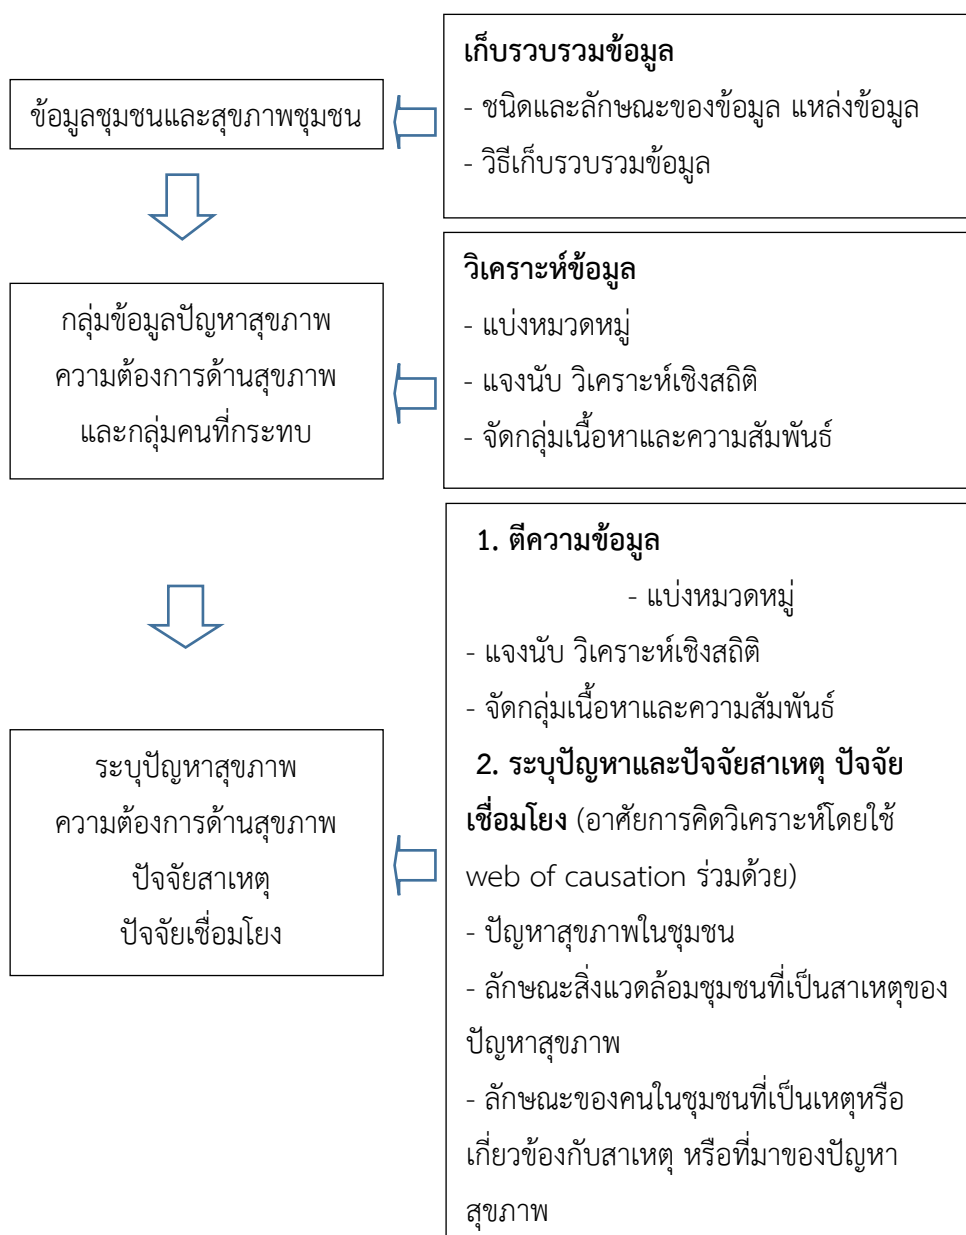 ข้อมูลชุมชนและสุขภาพชุมชน
เก็บรวบรวมข้อมูล
- ชนิดและลักษณะของข้อมูล แหล่งข้อมูล
- วิธีเก็บรวบรวมข้อมูล
กลุ่มข้อมูลปัญหาสุขภาพ
ความต้องการด้านสุขภาพ
และกลุ่มคนที่กระทบ
วิเคราะห์ข้อมูล
- แบ่งหมวดหมู่
- แจงนับ วิเคราะห์เชิงสถิติ
- จัดกลุ่มเนื้อหาและความสัมพันธ์
ระบุปัญหาสุขภาพ
ความต้องการด้านสุขภาพ
ปัจจัยสาเหตุ
ปัจจัยเชื่อมโยง
1. ตีความข้อมูล
- แบ่งหมวดหมู่
- แจงนับ วิเคราะห์เชิงสถิติ
- จัดกลุ่มเนื้อหาและความสัมพันธ์
2. ระบุปัญหาและปัจจัยสาเหตุ ปัจจัย
เชื่อมโยง (อาศัยการคิดวิเคราะห์โดยใช้
web of causation ร่วมด้วย)
- ปัญหาสุขภาพในชุมชน
- ลักษณะสิ่งแวดล้อมชุมชนที่เป็นสาเหตุของ
ปัญหาสุขภาพ
- ลักษณะของคนในชุมชนที่เป็นเหตุหรือ
เกี่ยวข้องกับสาเหตุ หรือที่มาของปัญหา
สุขภาพ